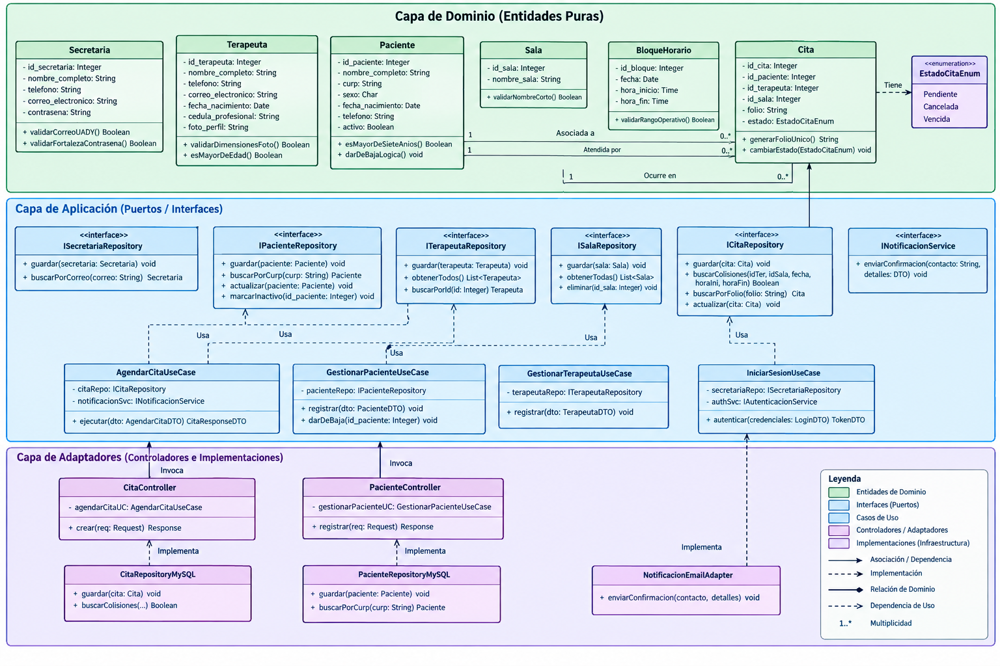 Capa de Dominio (Entidades Puras)
Secretaria
- id_secretaria: Integer
- nombre_completo: String
- telefono: String
- correo_electronico: String
- contrasena: String
+ validarCorreoUADY() Boolean
+ validarFortalezaContrasena() Boolean
Terapeuta
- id_terapeuta: Integer
- nombre_completo: String
- telefono: String
- correo_electronico: String
- fecha_nacimiento: Date
- cedula_profesional: String
- foto_perfil: String
+ validarDimensionesFoto() Boolean
+ esMayorDeEdad() Boolean
Paciente
- id_paciente: Integer
- nombre_completo: String
- curp: String
- sexo: Char
- fecha_nacimiento: Date
- telefono: String
- activo: Boolean
+ esMayorDeSieteAnios() Boolean
+ darDeBajaLogica() void
Sala
- id_sala: Integer
- nombre_sala: String
+ validarNombreCorto() Boolean
BloqueHorario
- id_bloque: Integer
- fecha: Date
- hora_inicio: Time
- hora_fin: Time
+ validarRangoOperativo() Boolean
Cita
- id_cita: Integer
- id_paciente: Integer
- id_terapeuta: Integer
- id_sala: Integer
- folio: String
- estado: EstadoCitaEnum
+ generarFolioUnico() String
+ cambiarEstado(EstadoCitaEnum) void
Tiene
<<enumeration>>
EstadoCitaEnum
Pendiente
Cancelada
Vencida
1 Asociada a 0..*
1 Atendida por 0..*
1 Ocurre en 0..*
Capa de Aplicación (Puertos / Interfaces)
<<interface>>
ISecretariaRepository
+ guardar(secretaria: Secretaria) void
+ buscarPorCorreo(correo: String) Secretaria
<<interface>>
IPacienteRepository
+ guardar(paciente: Paciente) void
+ buscarPorCurp(curp: String) Paciente
+ actualizar(paciente: Paciente) void
+ marcarInactivo(id_paciente: Integer) void
<<interface>>
ITerapeutaRepository
+ guardar(terapeuta: Terapeuta) void
+ obtenerTodos() List<Terapeuta>
+ buscarPorId(id: Integer) Terapeuta
<<interface>>
ISalaRepository
+ guardar(sala: Sala) void
+ obtenerTodas() List<Sala>
+ eliminar(id_sala: Integer) void
<<interface>>
ICitaRepository
+ guardar(cita: Cita) void
+ buscarColisiones(idTer, idSala, fecha,
horaIni, horaFin) Boolean
+ buscarPorFolio(folio: String) Cita
+ actualizar(cita: Cita) void
<<interface>>
INotificacionService
+ enviarConfirmacion(contacto: String,
detalles: DTO) void
Usa
Usa
Usa
Usa
Usa
AgendarCitaUseCase
- citaRepo: ICitaRepository
- notificacionSvc: INotificacionService
+ ejecutar(dto: AgendarCitaDTO) CitaResponseDTO
GestionarPacienteUseCase
- pacienteRepo: IPacienteRepository
+ registrar(dto: PacienteDTO) void
+ darDeBaja(id_paciente: Integer) void
GestionarTerapeutaUseCase
- terapeutaRepo: ITerapeutaRepository
+ registrar(dto: TerapeutaDTO) void
IniciarSesionUseCase
- secretariaRepo: ISecretariaRepository
- authSvc: IAutenticacionService
+ autenticar(credenciales: LoginDTO) TokenDTO
Capa de Adaptadores (Controladores e Implementaciones)
Invoca
Invoca
CitaController
- agendarCitaUC: AgendarCitaUseCase
+ crear(req: Request) Response
PacienteController
- gestionarPacienteUC: GestionarPacienteUseCase
+ registrar(req: Request) Response
Implementa
Implementa
Implementa
CitaRepositoryMySQL
+ guardar(cita: Cita) void
+ buscarColisiones(...) Boolean
PacienteRepositoryMySQL
+ guardar(paciente: Paciente) void
+ buscarPorCurp(curp: String) Paciente
NotificacionEmailAdapter
+ enviarConfirmacion(contacto, detalles) void
Leyenda
Entidades de Dominio
Interfaces (Puertos)
Casos de Uso
Controladores / Adaptadores
Implementaciones (Infraestructura)
Asociación / Dependencia
Implementación
Relación de Dominio
Dependencia de Uso
1..* Multiplicidad